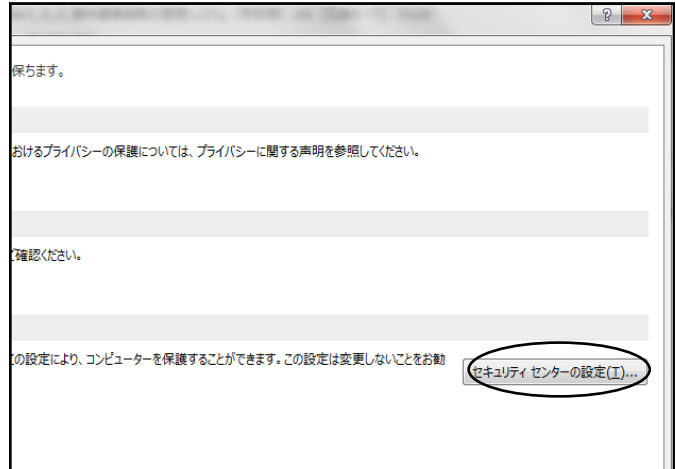 保ちます。
おけるプライバシーの保護については、プライバシーに関する声明を参照してください。
ご確認ください。
の設定により、コンピューターを保護することができます。この設定は変更しないことをお勧
セキュリティ センターの設定(T)...